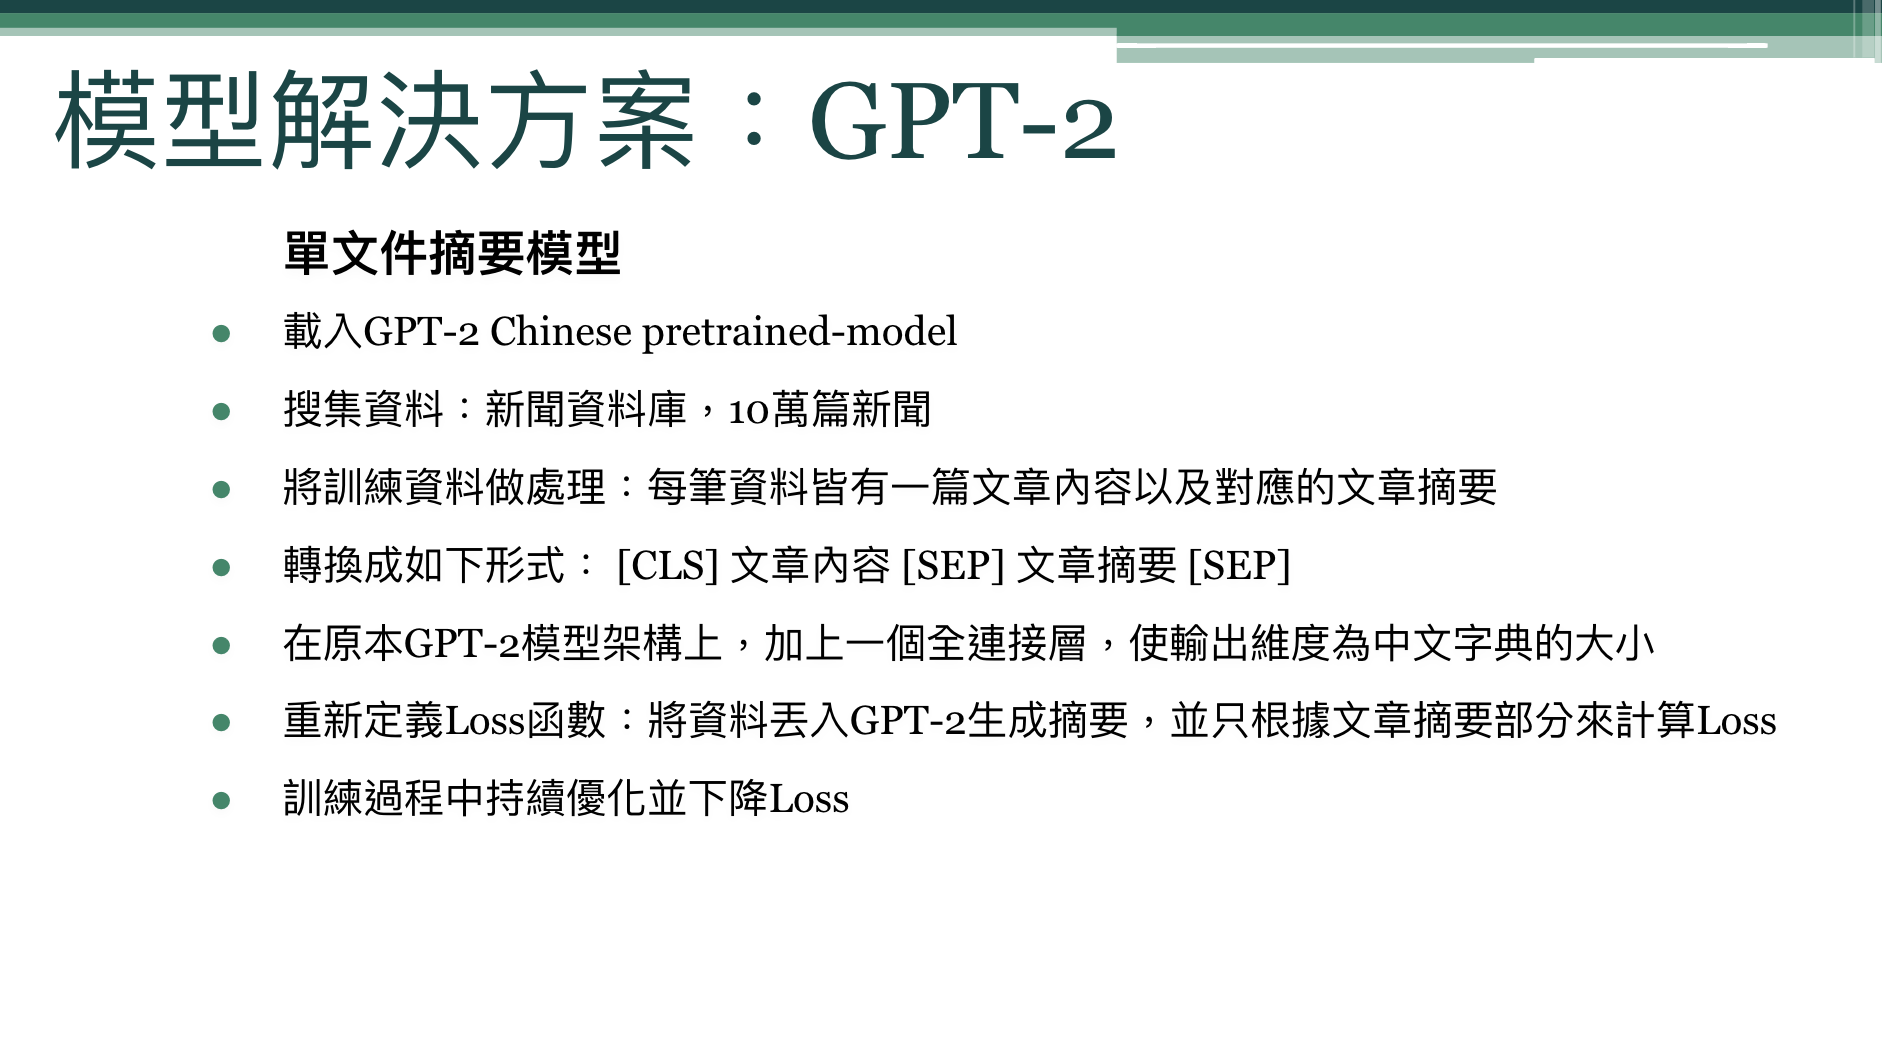 模型解決方案：GPT-2
單文件摘要模型
● 載入GPT-2 Chinese pretrained-model
● 搜集資料：新聞資料庫，10萬篇新聞
● 將訓練資料做處理：每筆資料皆有一篇文章內容以及對應的文章摘要
● 轉換成如下形式： [CLS] 文章內容 [SEP] 文章摘要 [SEP]
● 在原本GPT-2模型架構上，加上一個全連接層，使輸出維度為中文字典的大小
● 重新定義Loss函數：將資料丟入GPT-2生成摘要，並只根據文章摘要部分來計算Loss
● 訓練過程中持續優化並下降Loss